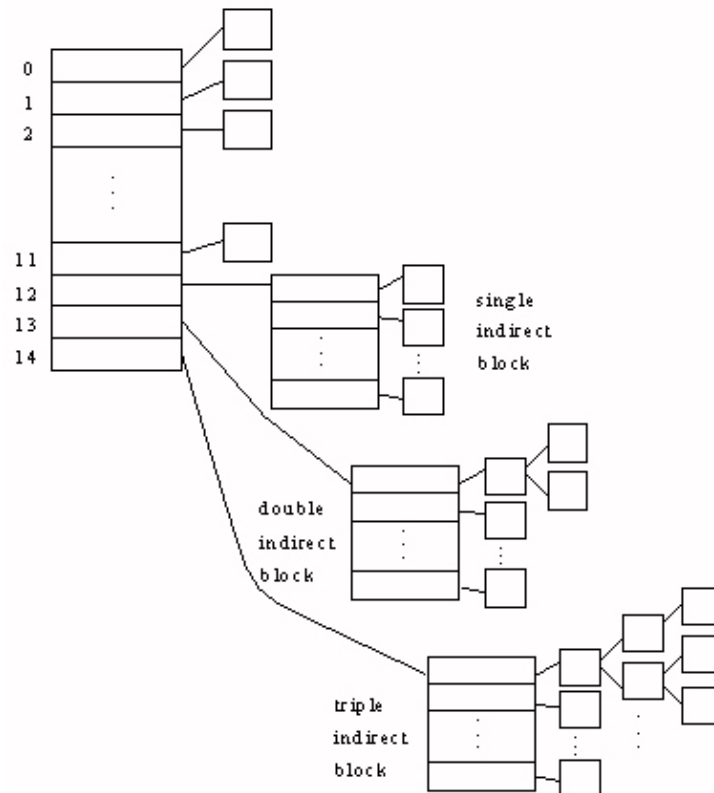 0
1
2
11
12
13
14
single
indirect
block
double
indirect
block
triple
indirect
block